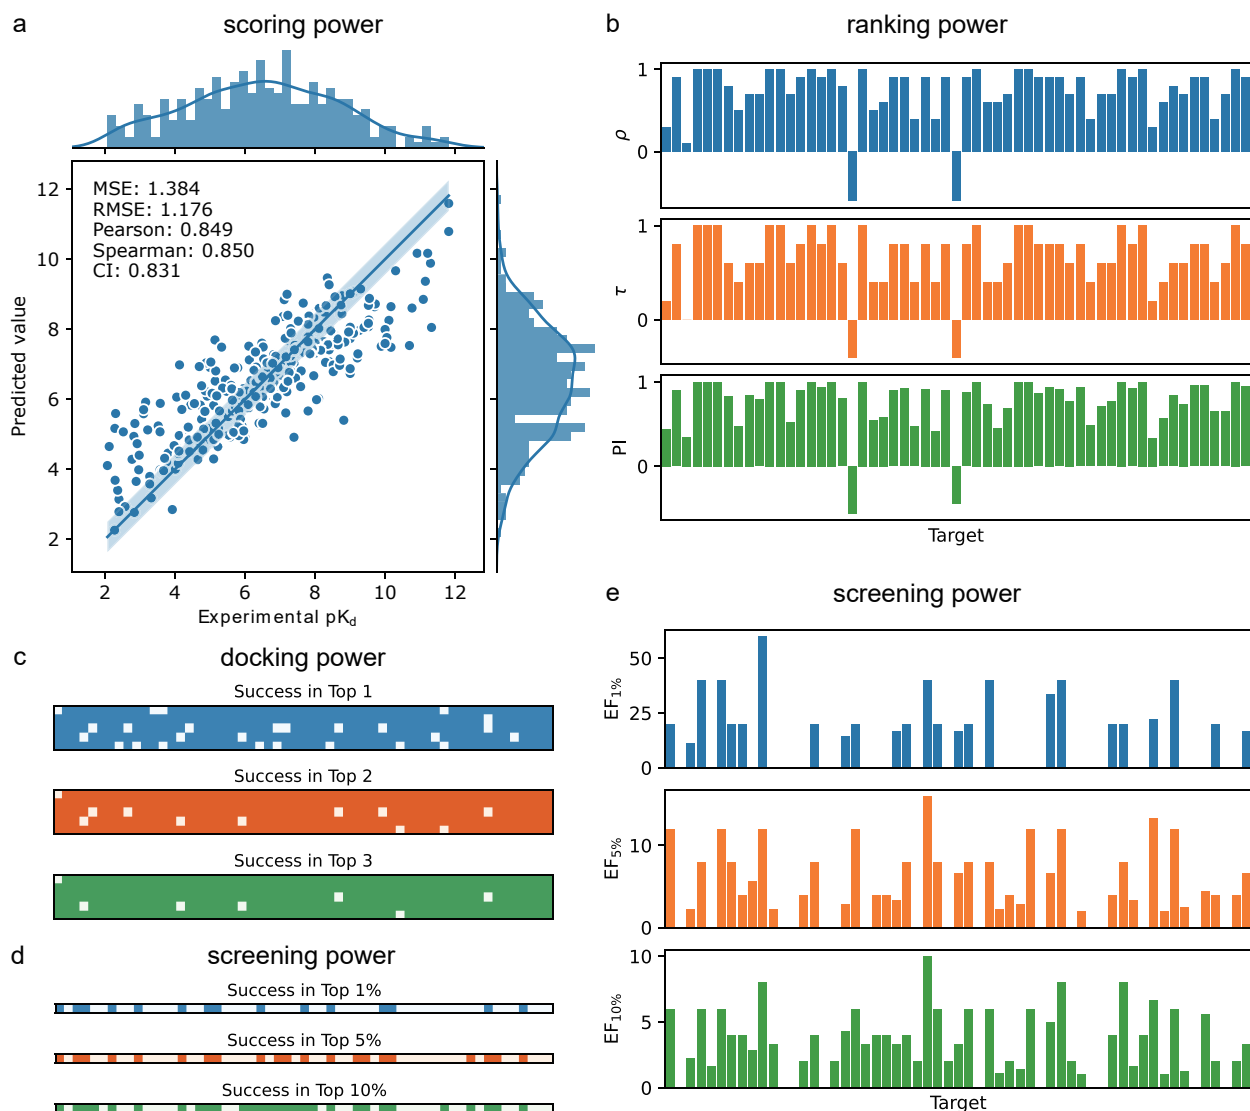 a
scoring power
MSE: 1.384
RMSE: 1.176
Pearson: 0.849
Spearman: 0.850
CI: 0.831
12
10
8
6
4
2
Predicted value
2 4 6 8 10 12
Experimental pKd
b
ranking power
1
0
ρ
1
0
τ
1
0
PI
Target
c
docking power
Success in Top 1
Success in Top 2
Success in Top 3
d
screening power
Success in Top 1%
Success in Top 5%
Success in Top 10%
e
screening power
50
25
0
EF1%
10
0
EF5%
10
5
0
EF10%
Target